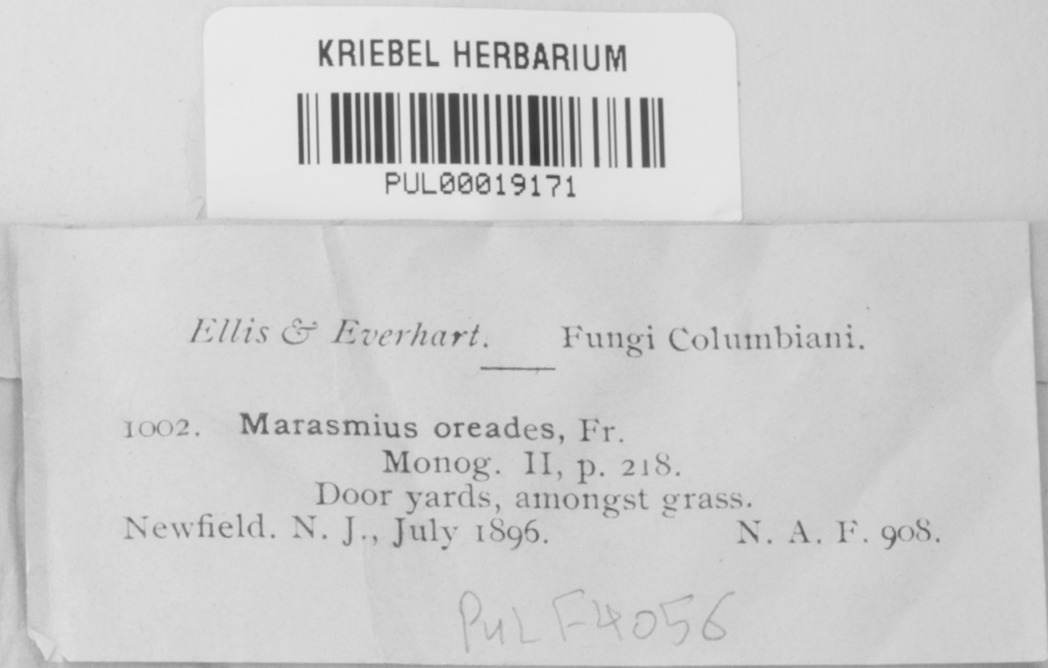 KRIEBEL HERBARIUM
PUL00019171
Ellis & Everhart. Fungi Columbiani.
1002. Marasmius oreades, Fr.
Monog. II, p. 218.
Door yards, amongst grass.
Newfield. N. J., July 1896. N. A. F. 908.
PUL F4056